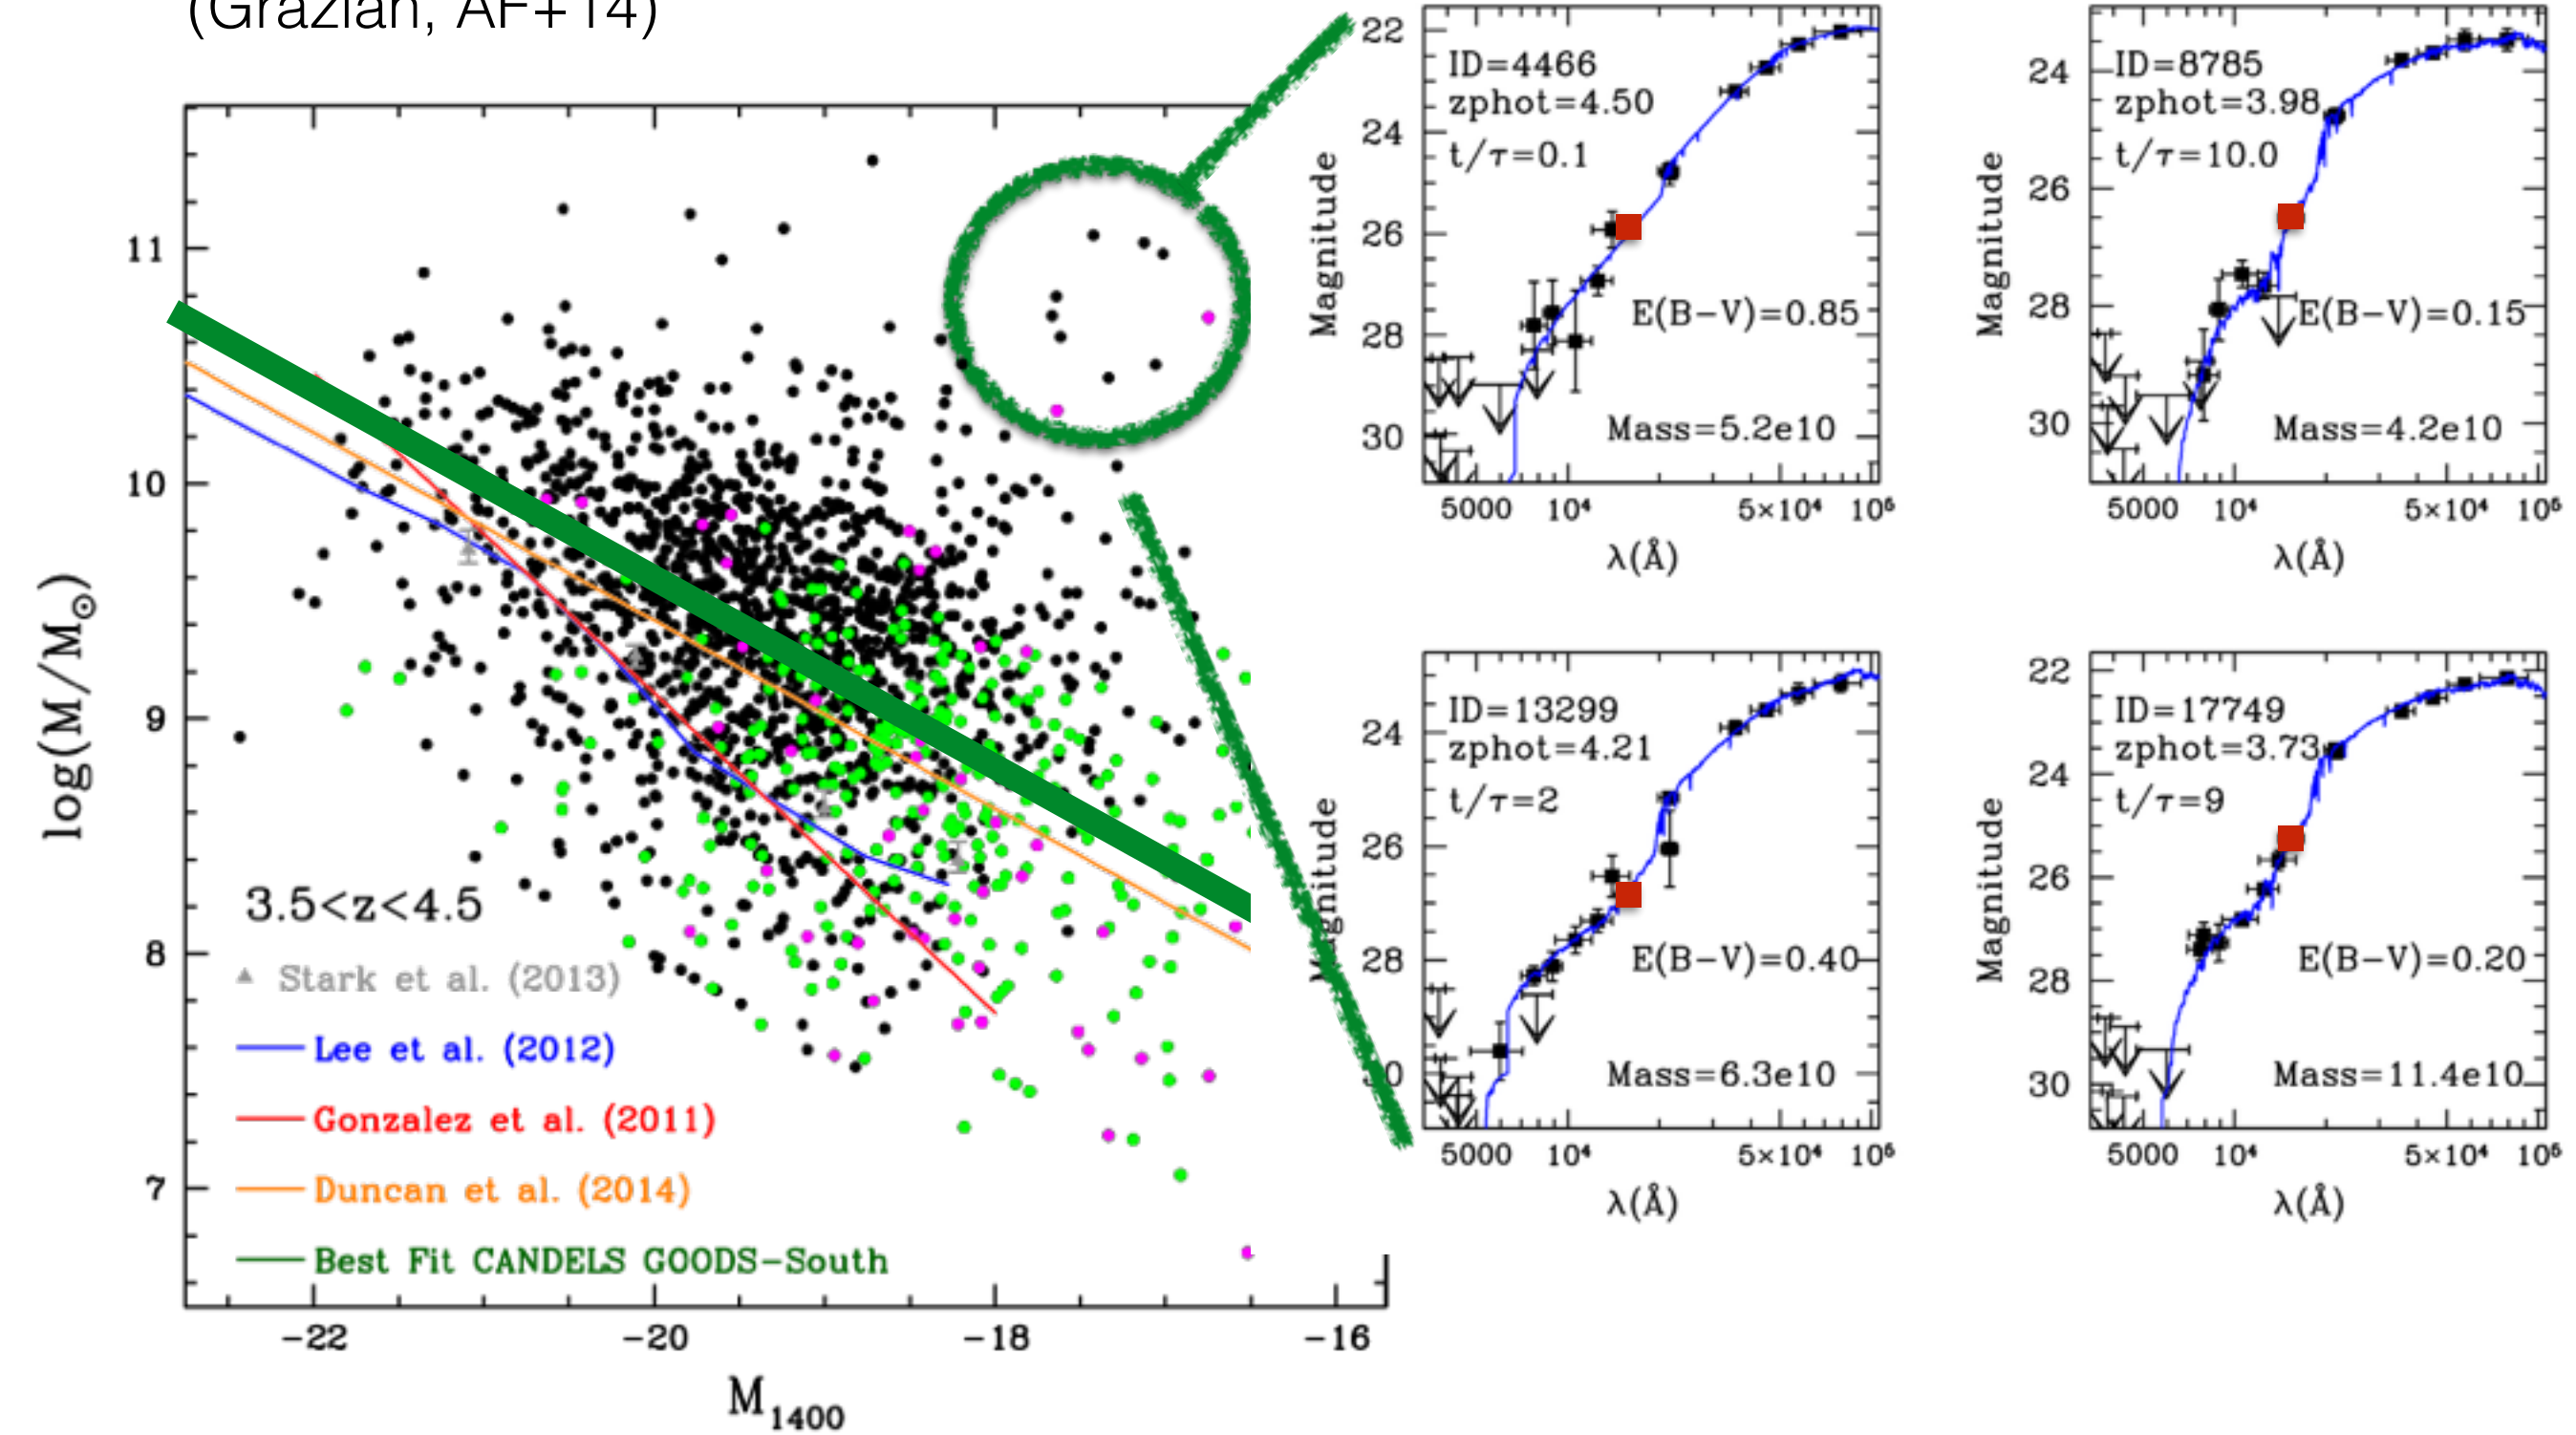 (Grazian, AF+14)
log(M/M☉)
11
10
9
8
7
3.5<z<4.5
Stark et al. (2013)
Lee et al. (2012)
Gonzalez et al. (2011)
Duncan et al. (2014)
Best Fit CANDELS GOODS-South
-22
-20
-18
-16
M1400
Magnitude
22
24
26
28
30
ID=4466
zphot=4.50
t/τ=0.1
E(B-V)=0.85
Mass=5.2e10
5000
10⁴
5×10⁴
10⁵
λ(Å)
Magnitude
24
26
28
30
ID=8785
zphot=3.98
t/τ=10.0
E(B-V)=0.15
Mass=4.2e10
5000
10⁴
5×10⁴
10⁵
λ(Å)
Magnitude
24
26
28
30
ID=13299
zphot=4.21
t/τ=2
E(B-V)=0.40
Mass=6.3e10
5000
10⁴
5×10⁴
10⁵
λ(Å)
Magnitude
22
24
26
28
30
ID=17749
zphot=3.73
t/τ=9
E(B-V)=0.20
Mass=11.4e10
5000
10⁴
5×10⁴
10⁵
λ(Å)